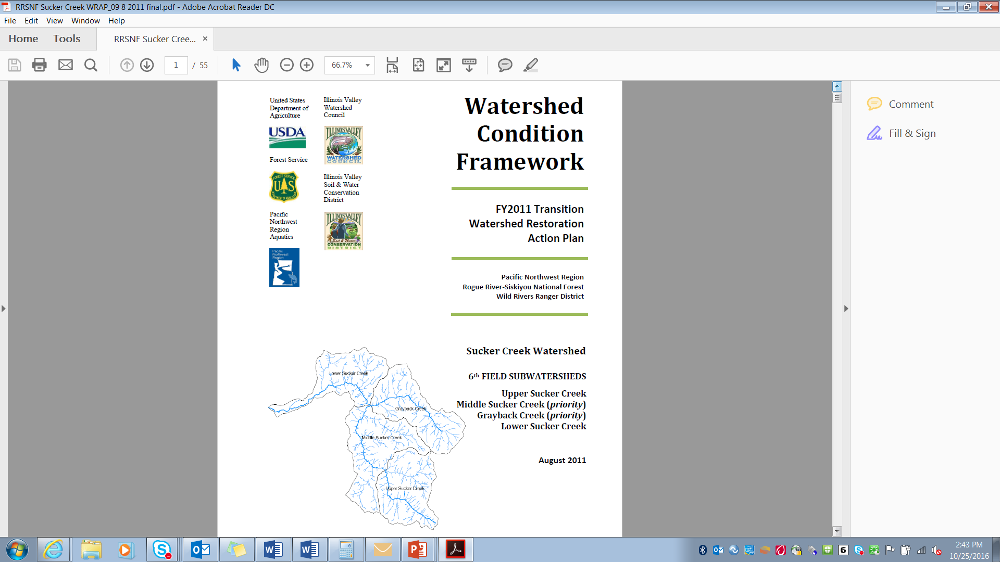 RRSNF Sucker Creek WRAP_09 8 2011 final.pdf - Adobe Acrobat Reader DC
File Edit View Window Help
Home Tools RRSNF Sucker Cree...
1 / 55
66.7%
United States
Department of
Agriculture
USDA
Forest Service
FOREST SERVICE
U S
DEPARTMENT OF AGRICULTURE
Pacific
Northwest
Region
Aquatics
Pacific
Northwest
Region
Illinois Valley
Watershed
Council
ILLINOIS VALLEY
WATERSHED
COUNCIL
Illinois Valley
Soil & Water
Conservation
District
ILLINOIS VALLEY
Soil & Water
CONSERVATION
DISTRICT
Watershed
Condition
Framework
FY2011 Transition
Watershed Restoration
Action Plan
Pacific Northwest Region
Rogue River-Siskiyou National Forest
Wild Rivers Ranger District
Sucker Creek Watershed
6th FIELD SUBWATERSHEDS
Upper Sucker Creek
Middle Sucker Creek (priority)
Grayback Creek (priority)
Lower Sucker Creek
August 2011
Lower Sucker Creek
Grayback Creek
Middle Sucker Creek
Upper Sucker Creek
Comment
Fill & Sign
2:43 PM
10/25/2016